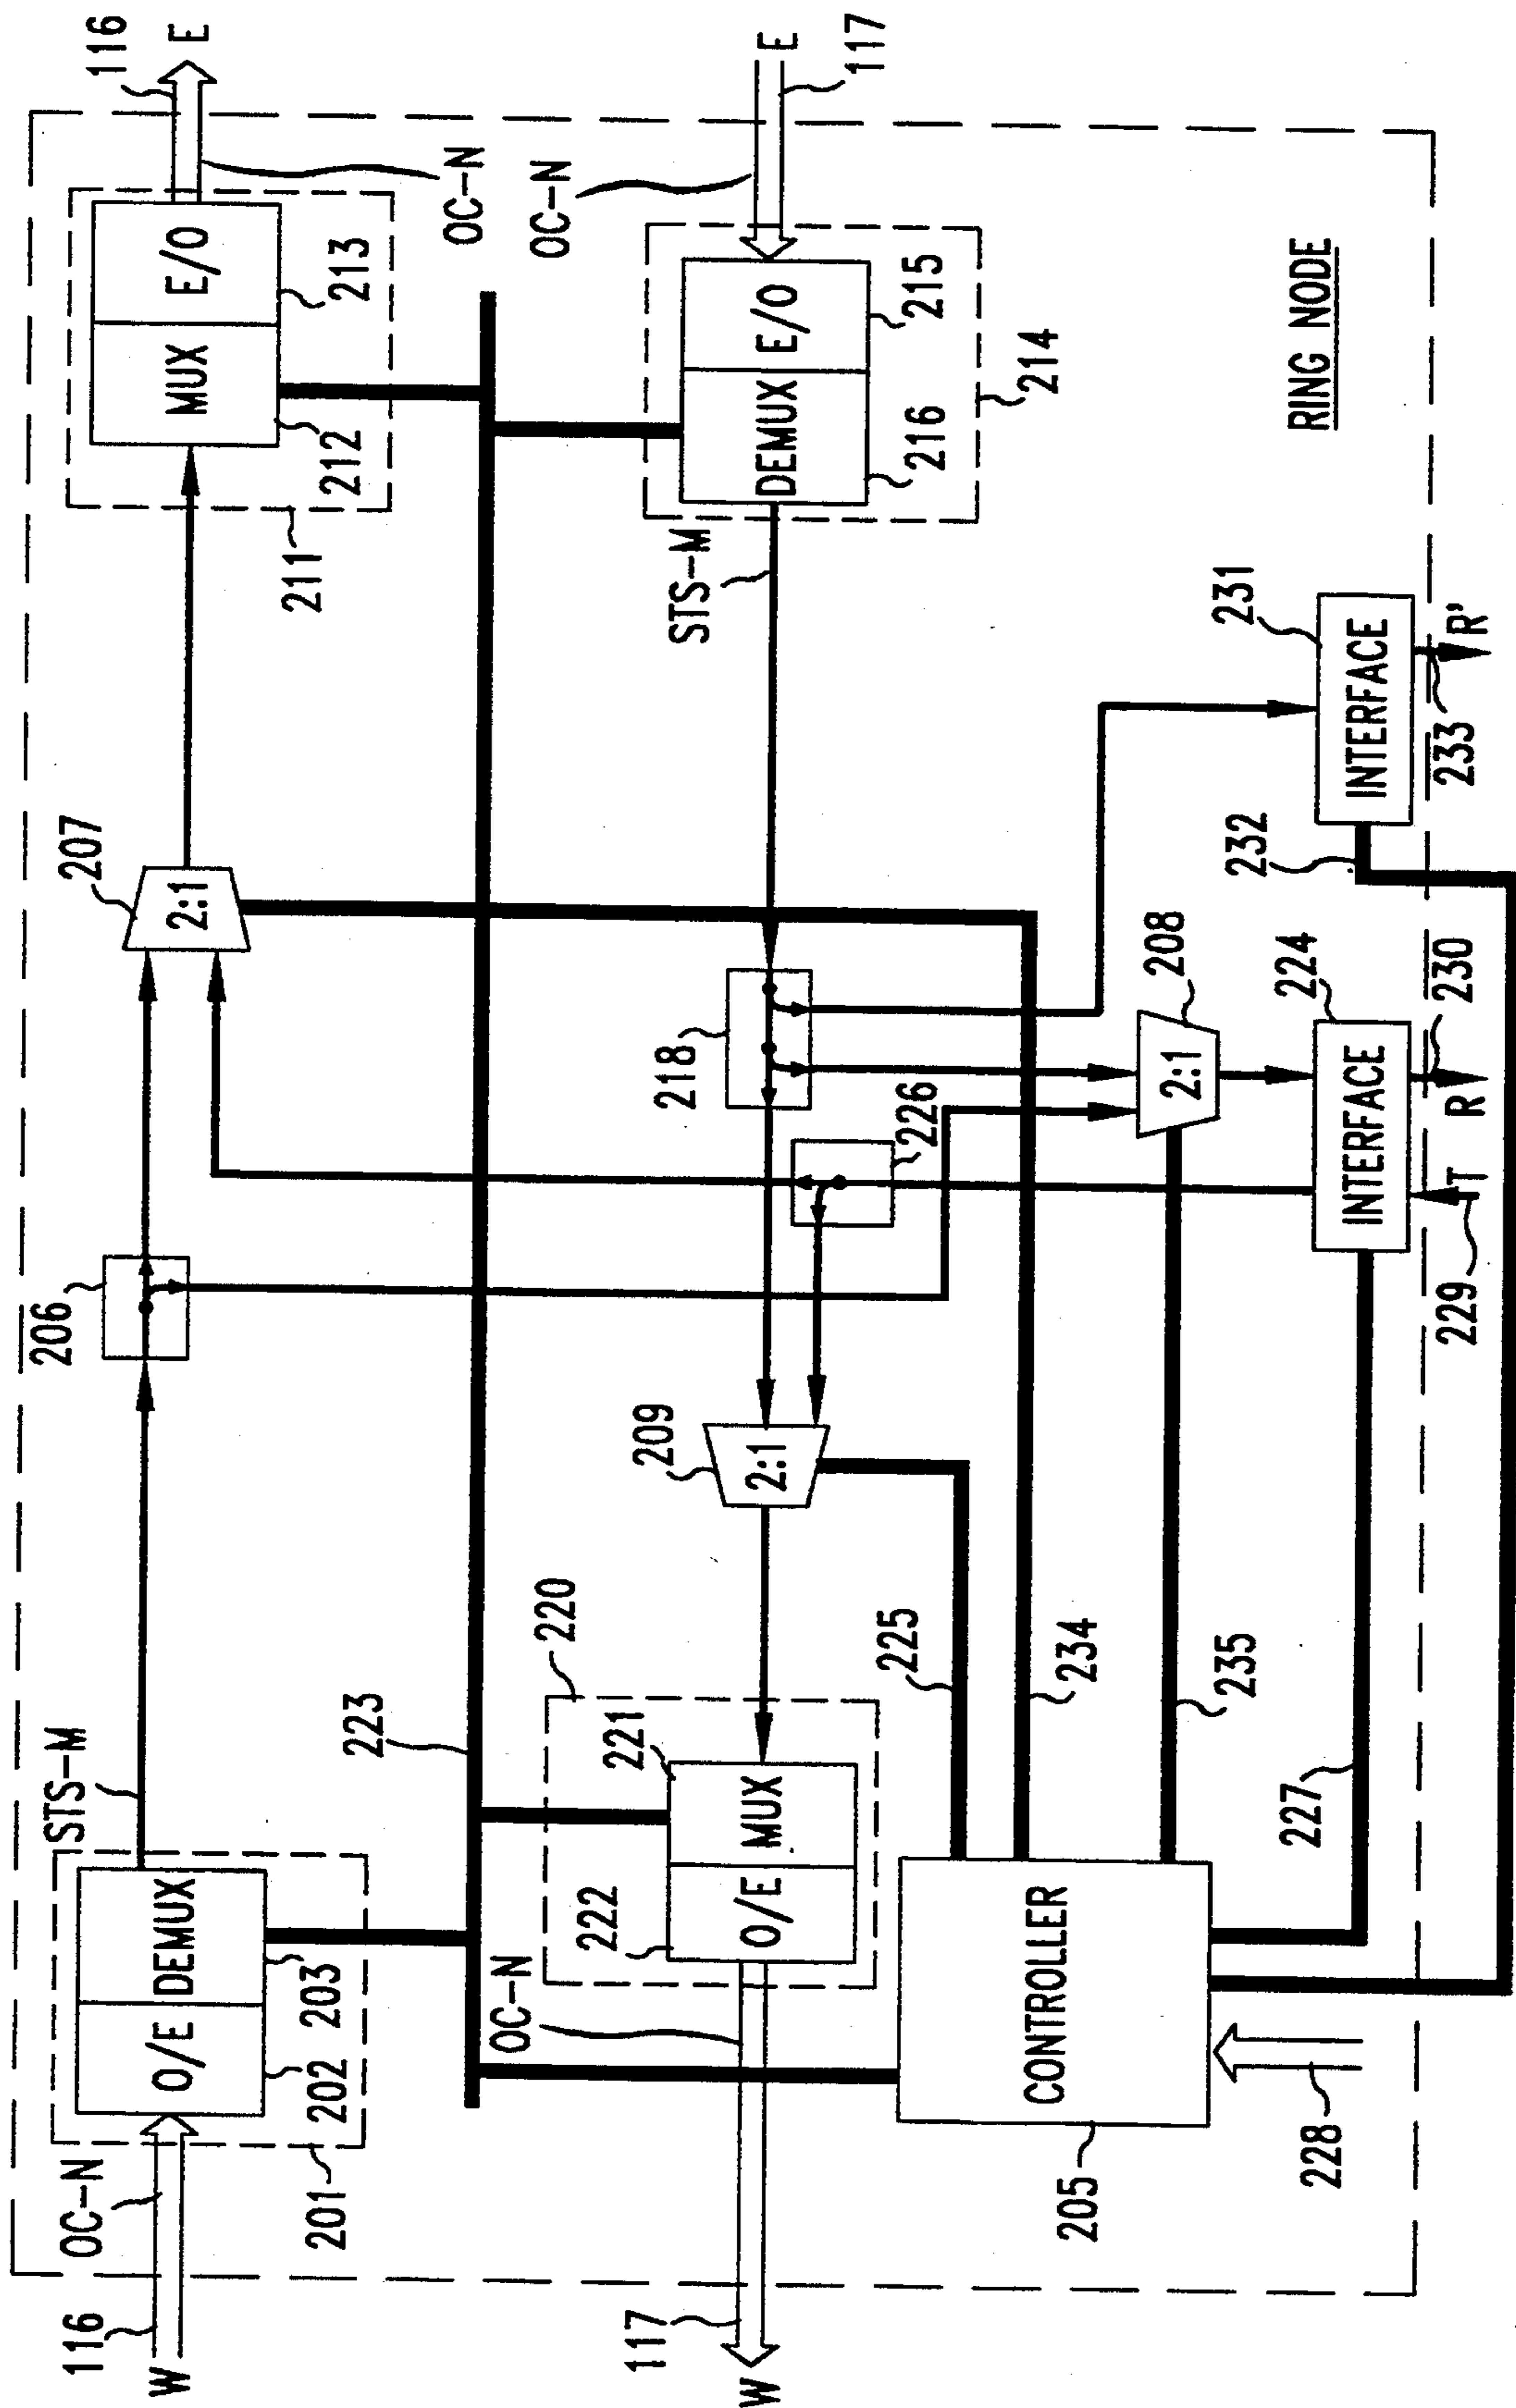 116
W
OC-N
201
O/E
DEMUX
202
203
STS-M
206
207
2:1
211
MUX
E/O
212
213
116
E
OC-N
OC-N
E
117
223
STS-M
DEMUX
E/O
216
215
214
218
226
209
2:1
220
221
222
O/E
MUX
OC-N
117
W
225
234
235
227
208
2:1
205
CONTROLLER
228
224
INTERFACE
229
T
R
230
231
INTERFACE
232
233
R'
RING NODE